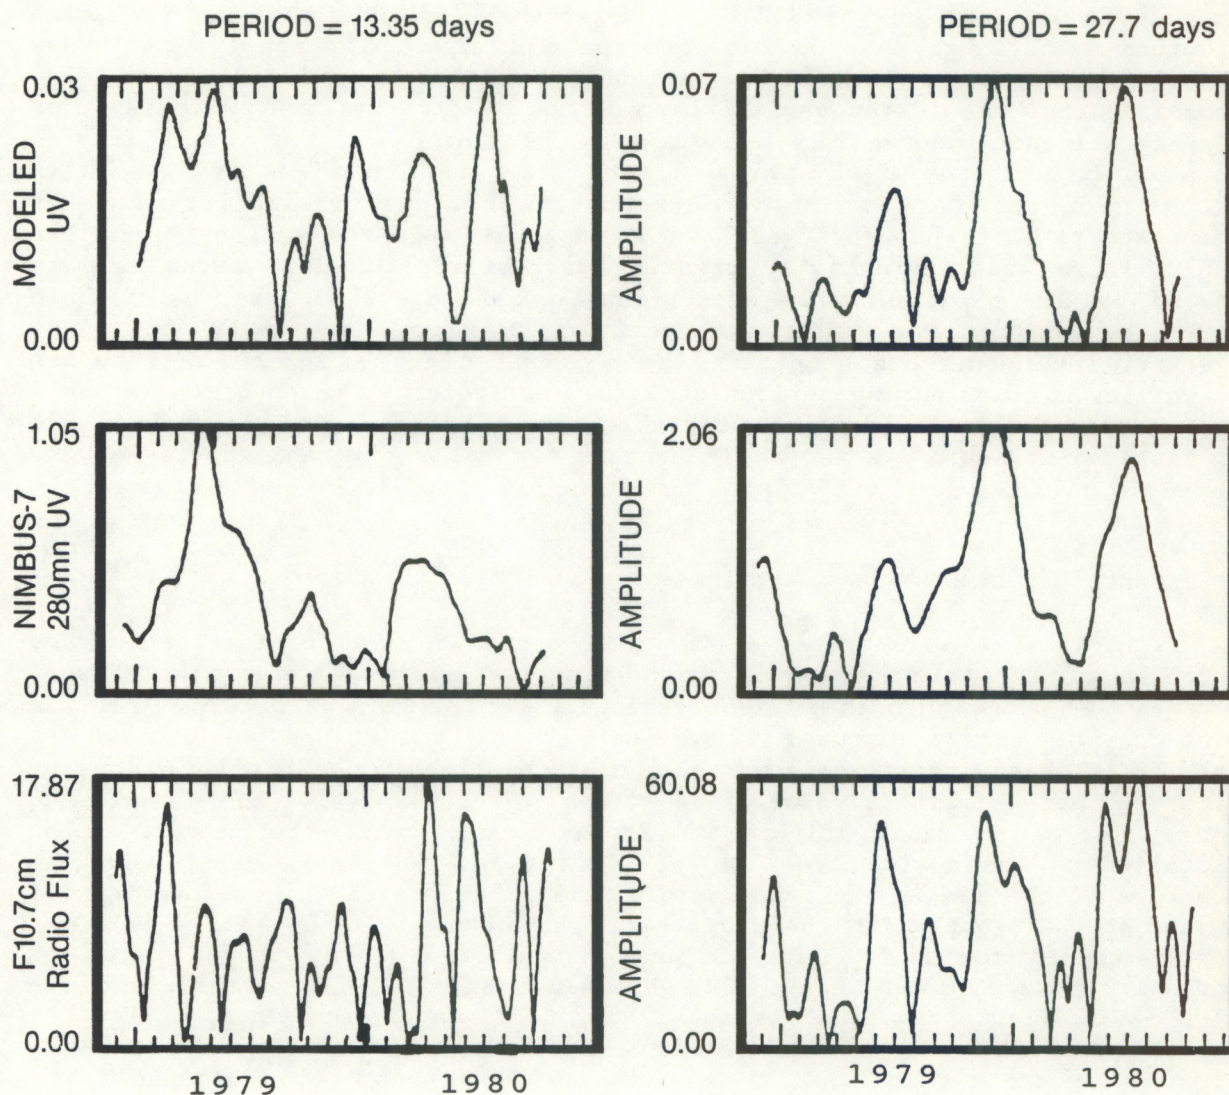 PERIOD = 13.35 days
PERIOD = 27.7 days
0.03
MODELED
UV
0.00
0.07
AMPLITUDE
0.00
1.05
NIMBUS-7
280mn UV
0.00
2.06
AMPLITUDE
0.00
17.87
F10.7cm
Radio Flux
0.00
60.08
AMPLITUDE
0.00
1979
1980
1979
1980